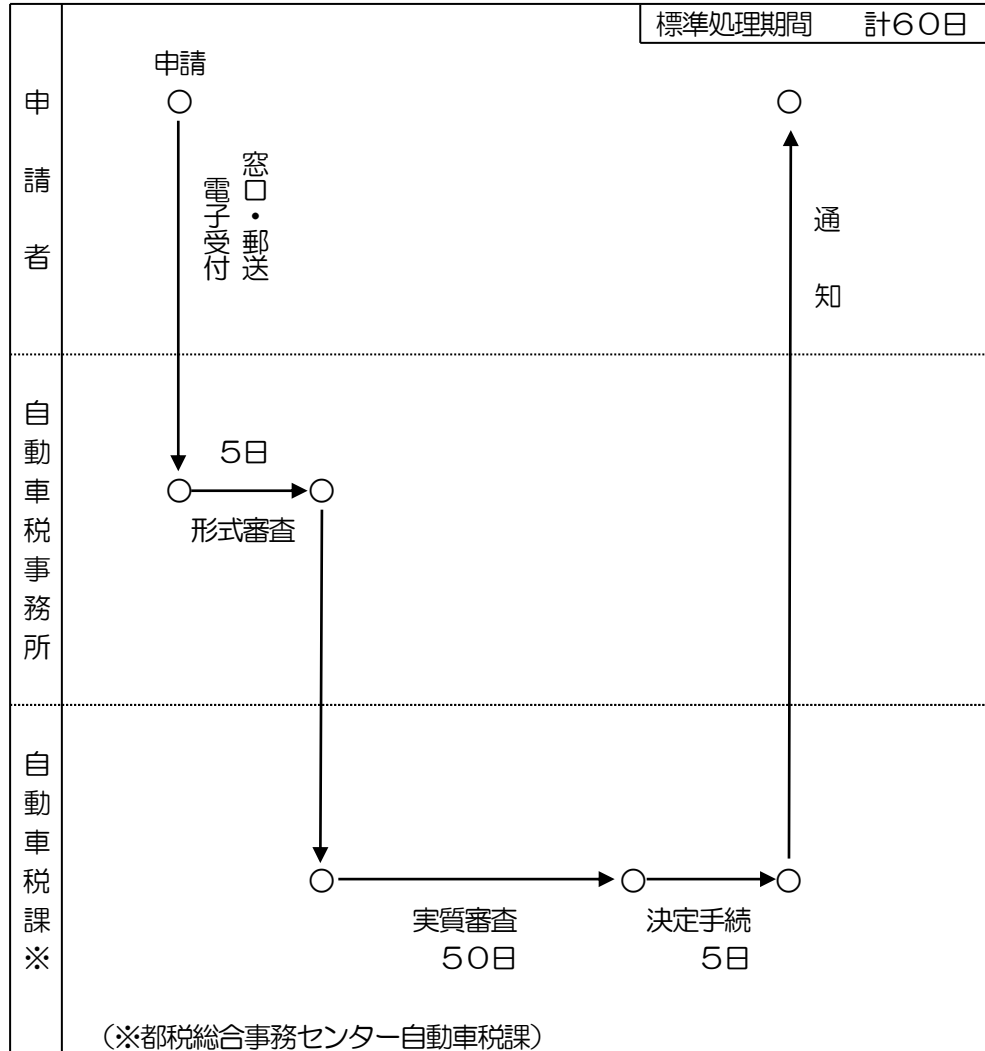 標準処理期間　計60日
申請者
申請
窓口・郵送
電子受付
通知
自動車税事務所
5日
形式審査
自動車税課※
実質審査
50日
決定手続
5日
（※都税総合事務センター自動車税課）